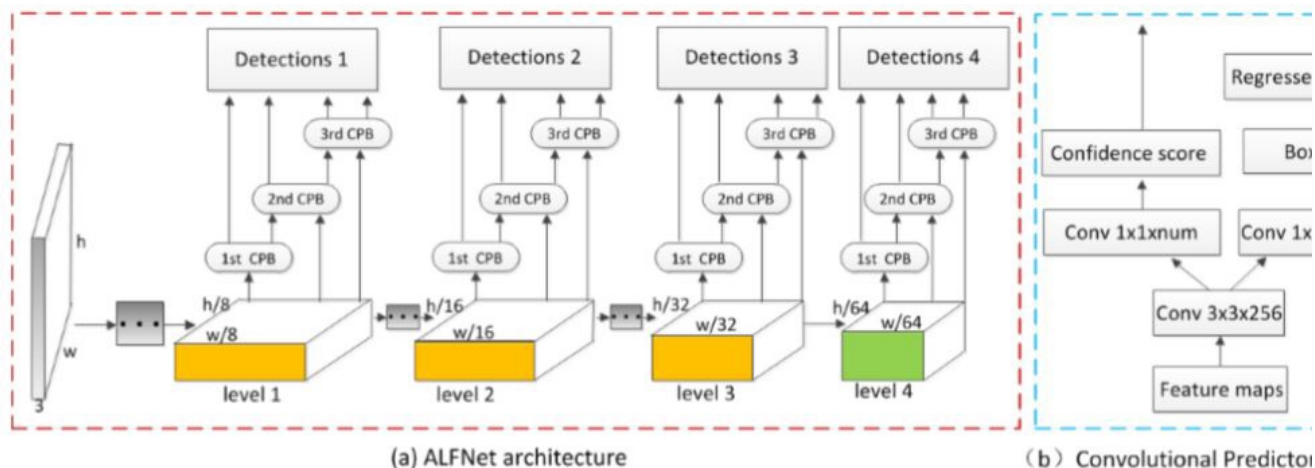 Detections 1
Detections 2
Detections 3
Detections 4
Regresse
3rd CPB
3rd CPB
3rd CPB
3rd CPB
Confidence score
Box
2nd CPB
2nd CPB
2nd CPB
2nd CPB
h
Conv 1x1xnum
Conv 1x
1st CPB
1st CPB
1st CPB
1st CPB
h/8
h/16
h/32
h/64
Conv 3x3x256
w
w/8
w/16
w/32
w/64
level 1
level 2
level 3
level 4
Feature maps
3
(a) ALFNet architecture
（b）Convolutional Predictor